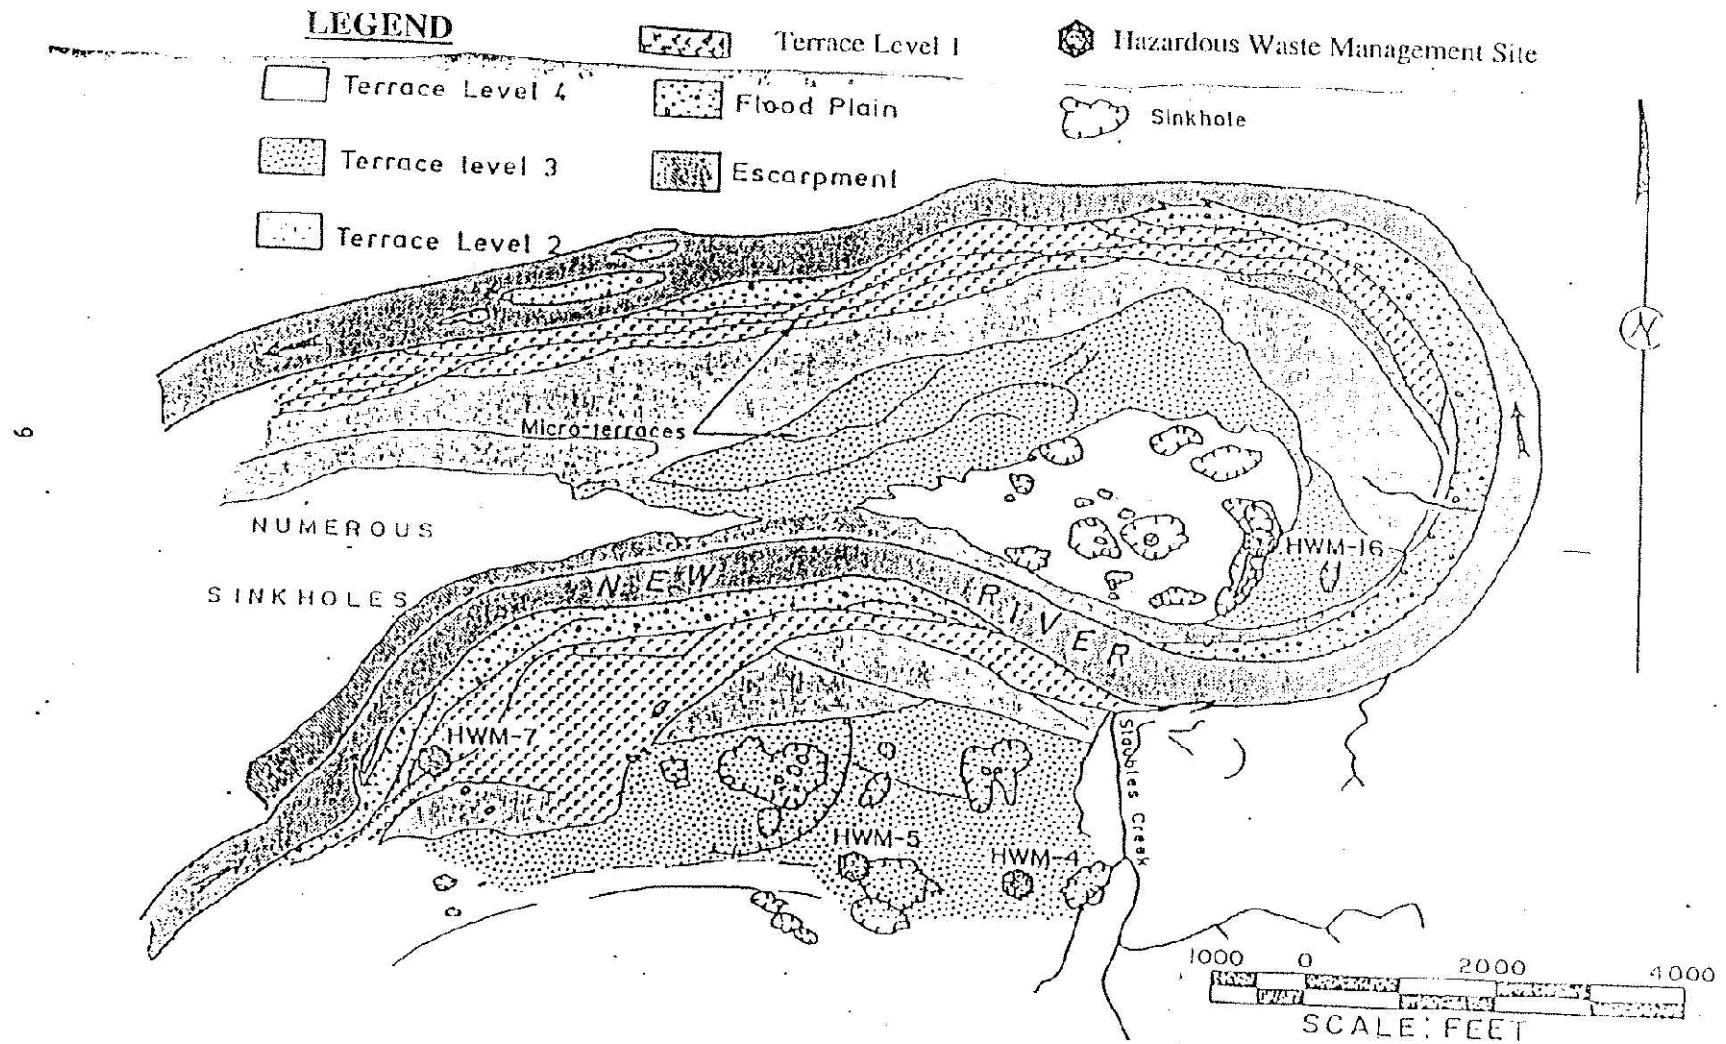 LEGEND
Terrace Level 1
Hazardous Waste Management Site
Terrace Level 4
Flood Plain
Sinkhole
Terrace level 3
Escarpment
Terrace Level 2
N
Micro-terraces
NUMEROUS
SINKHOLES
HWM-16
NEW RIVER
HWM-7
Stroubles Creek
HWM-5
HWM-4
9
1000 0 2000 4000
SCALE: FEET